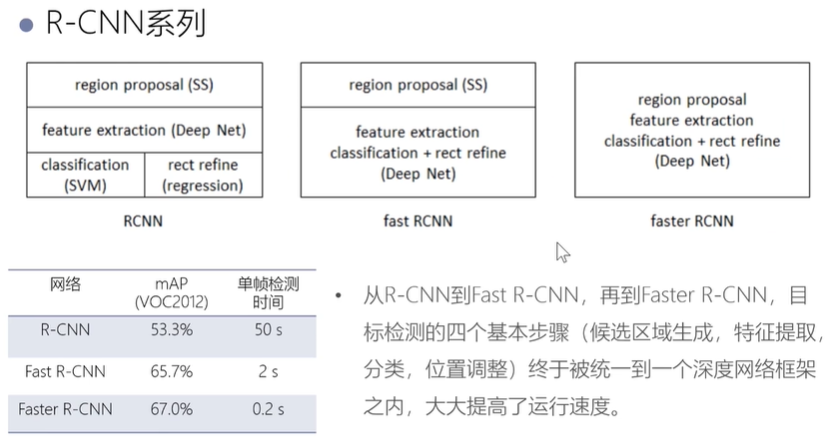 R-CNN系列
region proposal (SS)
feature extraction (Deep Net)
classification
(SVM)
rect refine
(regression)
RCNN
region proposal (SS)
feature extraction
classification + rect refine
(Deep Net)
fast RCNN
region proposal
feature extraction
classification + rect refine
(Deep Net)
faster RCNN
网络 mAP (VOC2012) 单帧检测时间
R-CNN 53.3% 50 s
Fast R-CNN 65.7% 2 s
Faster R-CNN 67.0% 0.2 s
• 从R-CNN到Fast R-CNN，再到Faster R-CNN，目
标检测的四个基本步骤（候选区域生成，特征提取，
分类，位置调整）终于被统一到一个深度网络框架
之内，大大提高了运行速度。